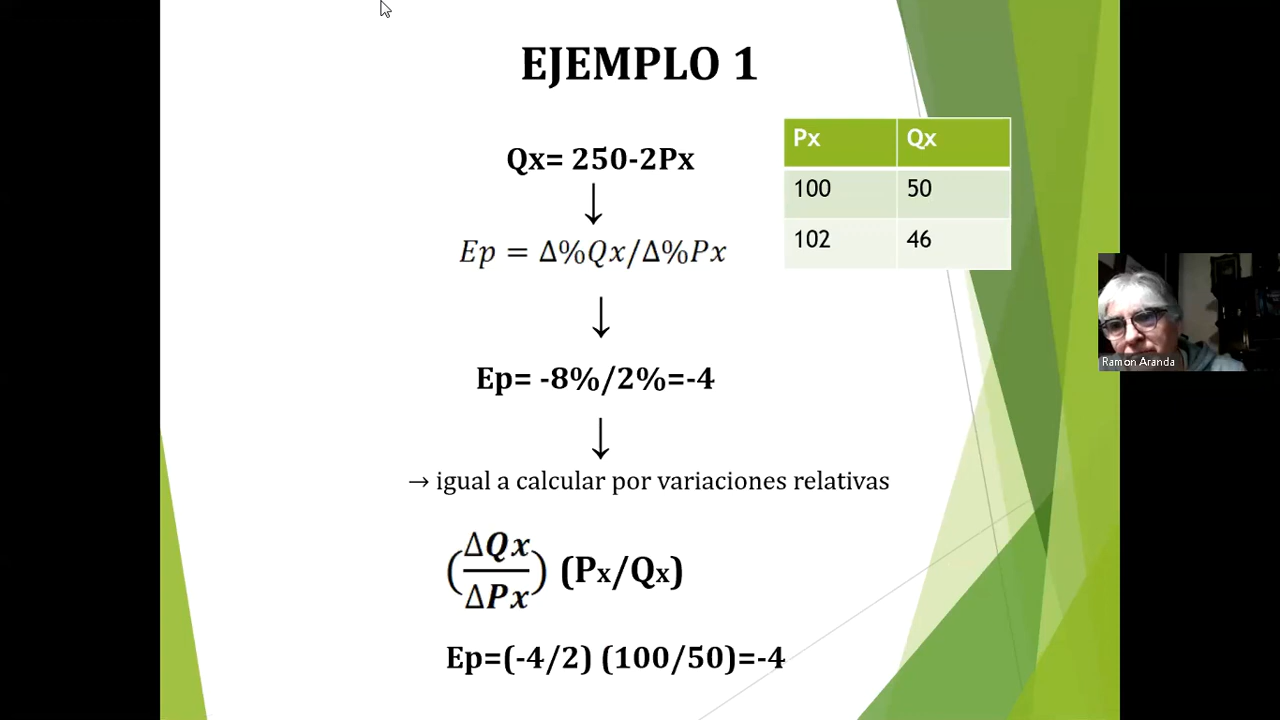 EJEMPLO 1
Qx= 250-2Px
↓
Ep = Δ%Qx/Δ%Px
↓
Ep= -8%/2%=-4
↓
→ igual a calcular por variaciones relativas
(ΔQx/ΔPx) (Px/Qx)
Ep=(-4/2) (100/50)=-4
Px Qx
100 50
102 46
Ramon Aranda